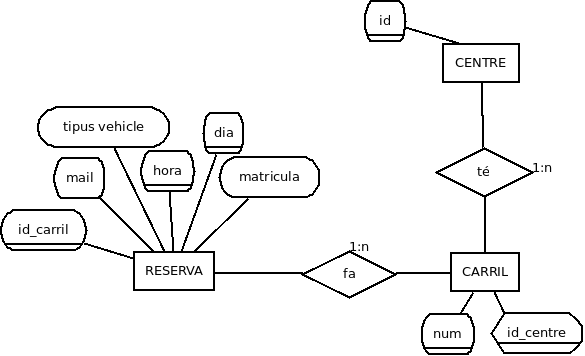 id
CENTRE
tipus vehicle
dia
mail
hora
matricula
té
1:n
id_carril
RESERVA
1:n
fa
CARRIL
num
id_centre